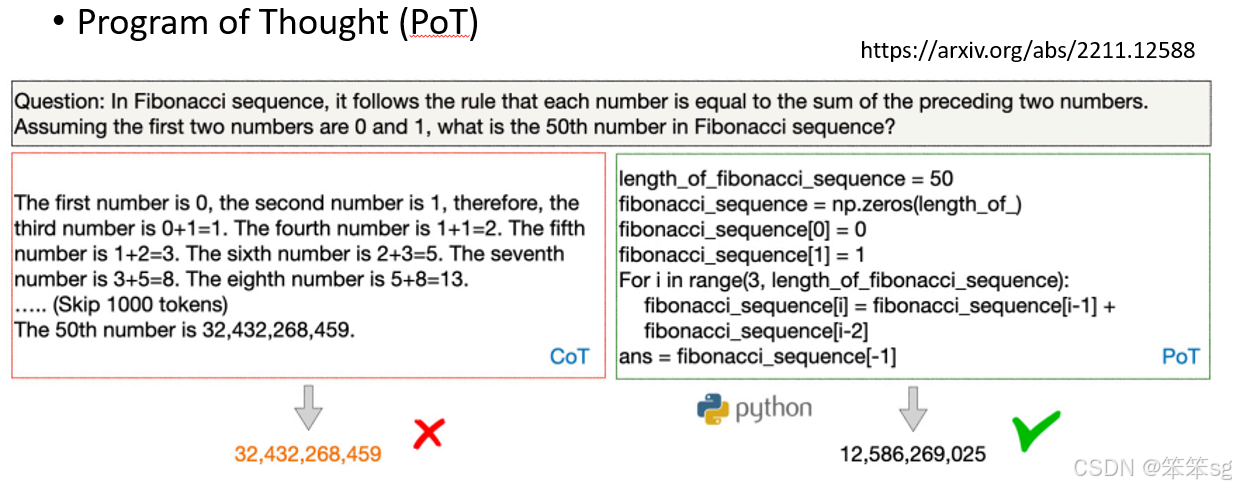 • Program of Thought (PoT)
https://arxiv.org/abs/2211.12588
Question: In Fibonacci sequence, it follows the rule that each number is equal to the sum of the preceding two numbers.
Assuming the first two numbers are 0 and 1, what is the 50th number in Fibonacci sequence?
The first number is 0, the second number is 1, therefore, the
third number is 0+1=1. The fourth number is 1+1=2. The fifth
number is 1+2=3. The sixth number is 2+3=5. The seventh
number is 3+5=8. The eighth number is 5+8=13.
….. (Skip 1000 tokens)
The 50th number is 32,432,268,459.
CoT
32,432,268,459
length_of_fibonacci_sequence = 50
fibonacci_sequence = np.zeros(length_of_)
fibonacci_sequence[0] = 0
fibonacci_sequence[1] = 1
For i in range(3, length_of_fibonacci_sequence):
fibonacci_sequence[i] = fibonacci_sequence[i-1] +
fibonacci_sequence[i-2]
ans = fibonacci_sequence[-1]
PoT
python
12,586,269,025
CSDN @笨笨sg